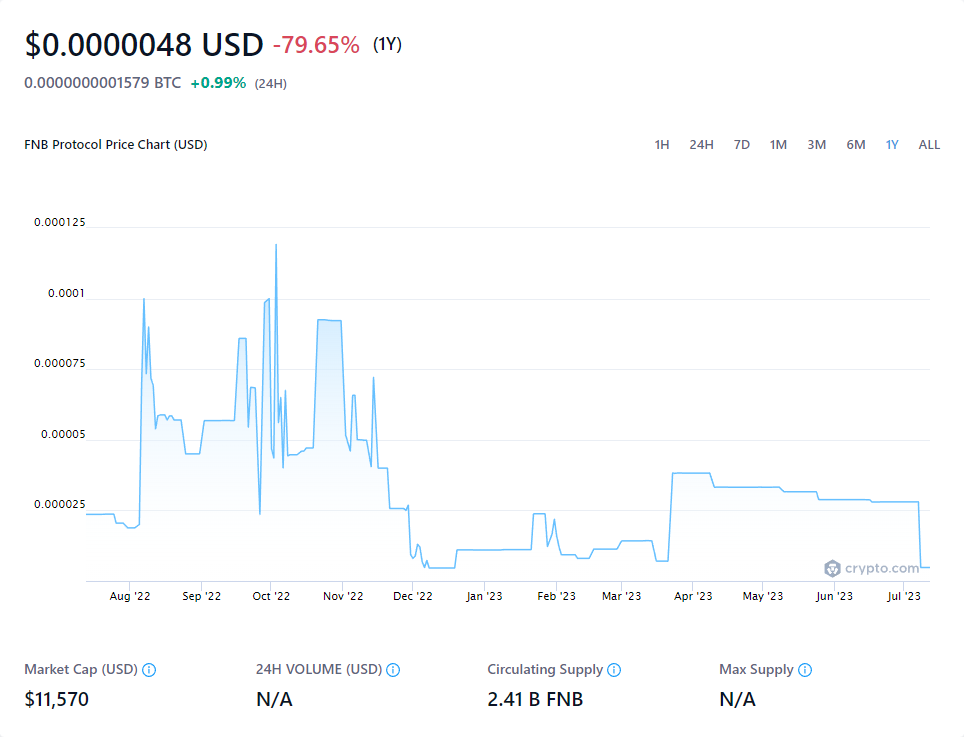 $0.0000048 USD -79.65% (1Y)
0.0000000001579 BTC +0.99% (24H)
FNB Protocol Price Chart (USD) 1H 24H 7D 1M 3M 6M 1Y ALL
0.000125
0.0001
0.000075
0.00005
0.000025
crypto.com
Aug '22 Sep '22 Oct '22 Nov '22 Dec '22 Jan '23 Feb '23 Mar '23 Apr '23 May '23 Jun '23 Jul '23
Market Cap (USD) 24H VOLUME (USD) Circulating Supply Max Supply
$11,570 N/A 2.41 B FNB N/A